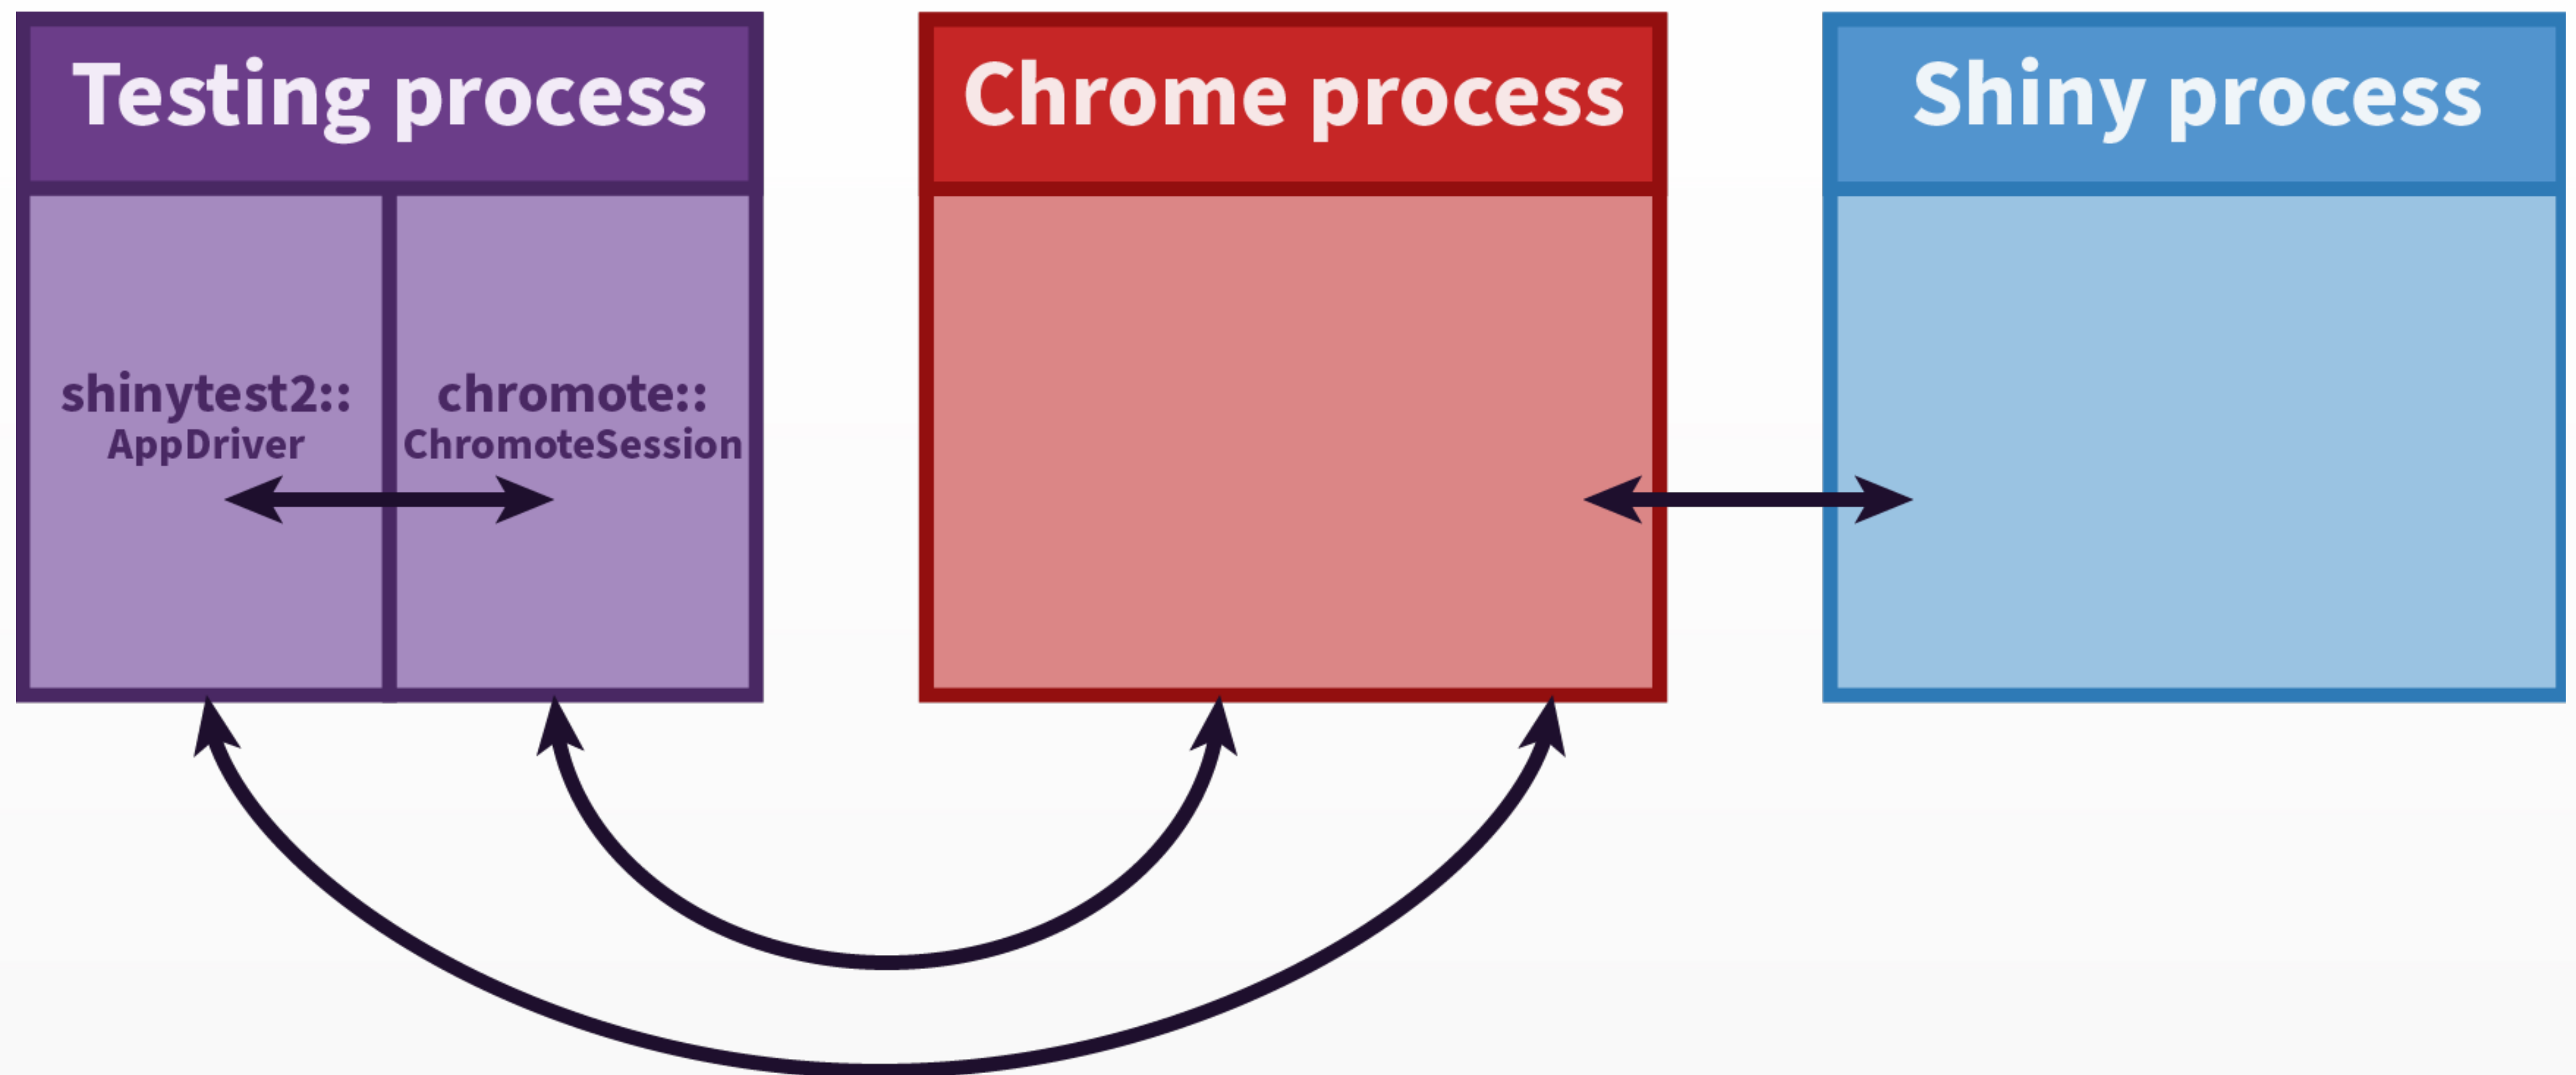 Testing process
Chrome process
Shiny process
shinytest2::
AppDriver
chromote::
ChromoteSession